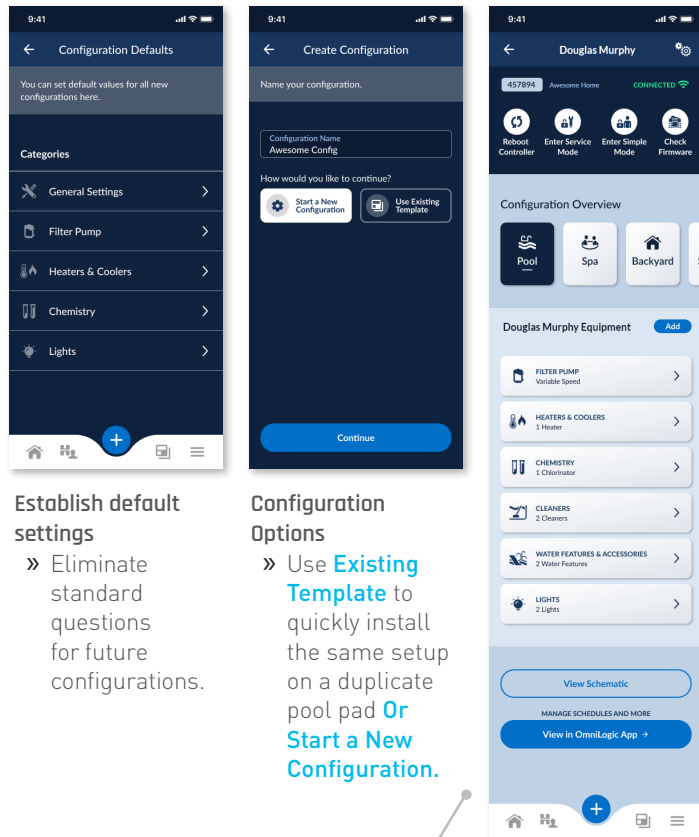 9:41
Configuration Defaults
You can set default values for all new
configurations here.
Categories
General Settings
Filter Pump
Heaters & Coolers
Chemistry
Lights
Establish default
settings
» Eliminate
standard
questions
for future
configurations.
9:41
Create Configuration
Name your configuration.
Configuration Name
Awesome Config
How would you like to continue?
Start a New
Configuration
Use Existing
Template
Continue
Configuration
Options
» Use Existing
Template to
quickly install
the same setup
on a duplicate
pool pad Or
Start a New
Configuration.
9:41
Douglas Murphy
457894 Awesome Home CONNECTED
Reboot
Controller
Enter Service
Mode
Enter Simple
Mode
Check
Firmware
Configuration Overview
Pool Spa Backyard
Douglas Murphy Equipment Add
FILTER PUMP
Variable Speed
HEATERS & COOLERS
1 Heater
CHEMISTRY
1 Chlorinator
CLEANERS
2 Cleaners
WATER FEATURES & ACCESSORIES
2 Water Features
LIGHTS
2 Lights
View Schematic
MANAGE SCHEDULES AND MORE
View in OmniLogic App →